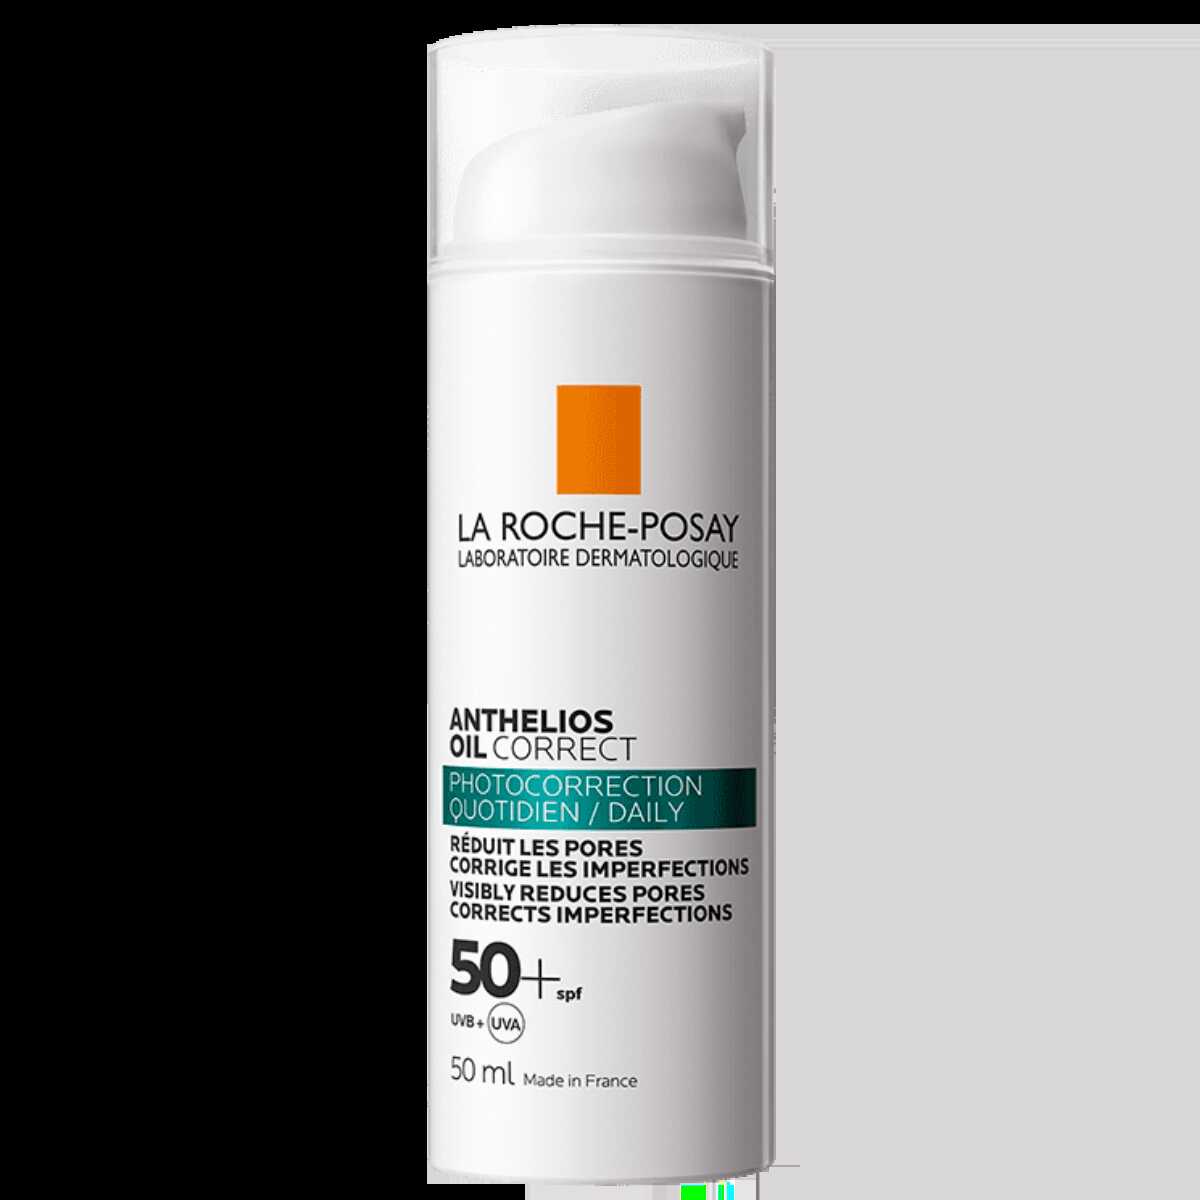 LA ROCHE-POSAY
LABORATOIRE DERMATOLOGIQUE
ANTHELIOS
OIL CORRECT
PHOTOCORRECTION
QUOTIDIEN / DAILY
RÉDUIT LES PORES
CORRIGE LES IMPERFECTIONS
VISIBLY REDUCES PORES
CORRECTS IMPERFECTIONS
50+ spf
UVB + UVA
50 ml Made in France